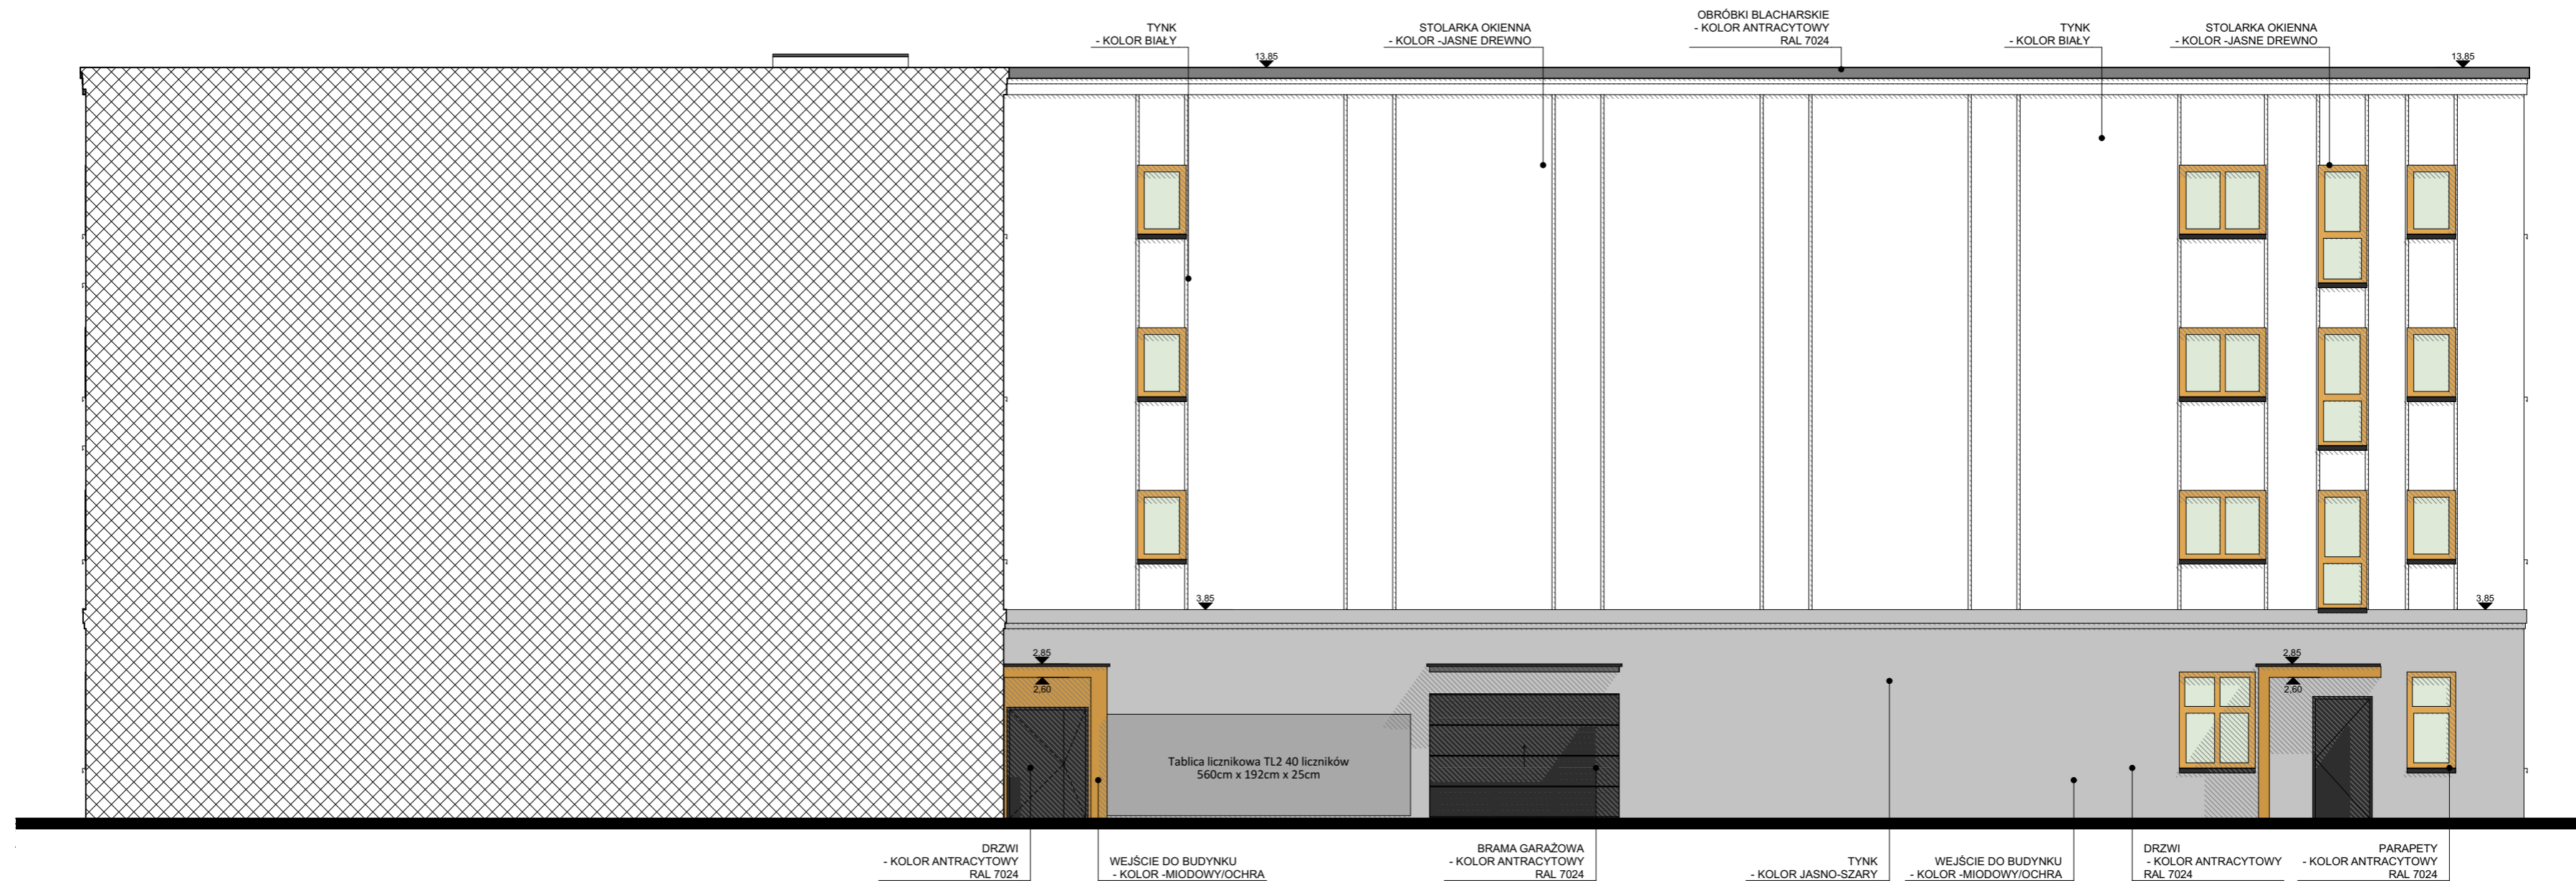 TYNK
- KOLOR BIAŁY
STOLARKA OKIENNA
- KOLOR -JASNE DREWNO
OBRÓBKI BLACHARSKIE
- KOLOR ANTRACYTOWY
RAL 7024
TYNK
- KOLOR BIAŁY
STOLARKA OKIENNA
- KOLOR -JASNE DREWNO
13,85
13,85
3,85
3,85
2,85
2,60
2,85
2,60
Tablica licznikowa TL2 40 liczników
560cm x 192cm x 25cm
DRZWI
- KOLOR ANTRACYTOWY
RAL 7024
WEJŚCIE DO BUDYNKU
- KOLOR -MIODOWY/OCHRA
BRAMA GARAŻOWA
- KOLOR ANTRACYTOWY
RAL 7024
TYNK
- KOLOR JASNO-SZARY
WEJŚCIE DO BUDYNKU
- KOLOR -MIODOWY/OCHRA
DRZWI
- KOLOR ANTRACYTOWY
RAL 7024
PARAPETY
- KOLOR ANTRACYTOWY
RAL 7024